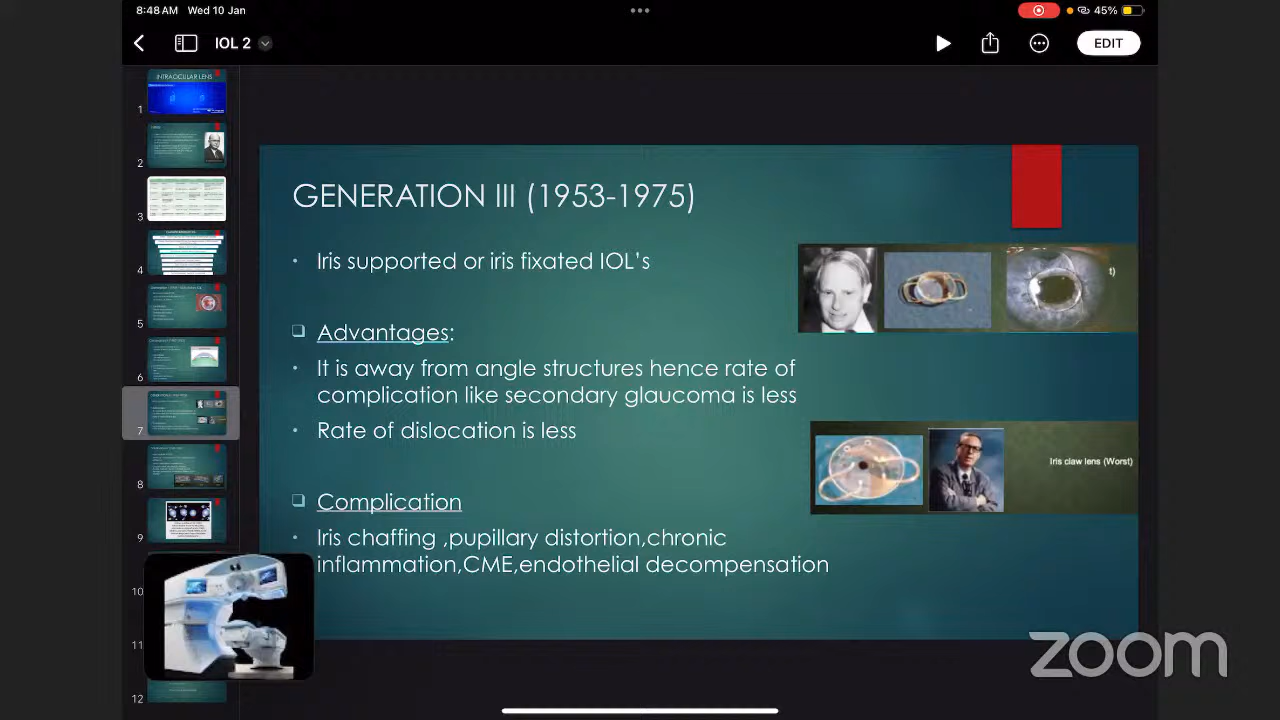 8:48 AM Wed 10 Jan
45%
IOL 2
EDIT
INTRAOCULAR LENS
1
2
3
4
5
6
7
8
9
10
11
12
GENERATION III (1953-1775)
• Iris supported or iris fixated IOL's
Advantages:
• It is away from angle structures hence rate of
complication like secondary glaucoma is less
• Rate of dislocation is less
Complication
• Iris chaffing ,pupillary distortion,chronic
inflammation,CME,endothelial decompensation
t)
Iris claw lens (Worst)
zoom